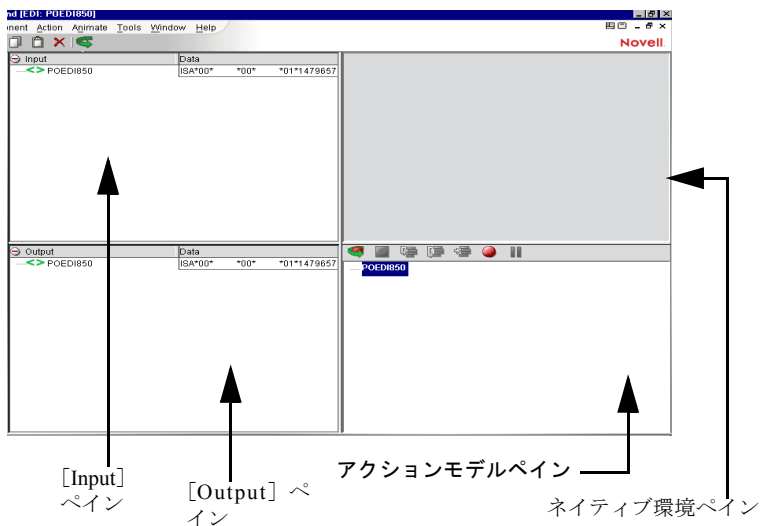 nd [EDI: POEDI850]
onent Action Animate Tools Window Help
Novell
Input Data
POEDI850 ISA*00* *00* *01*1479657
Output Data
POEDI850 ISA*00* *00* *01*1479657
POEDI850
［Input］
ペイン
［Output］ペ
イン
アクションモデルペイン
ネイティブ環境ペイン